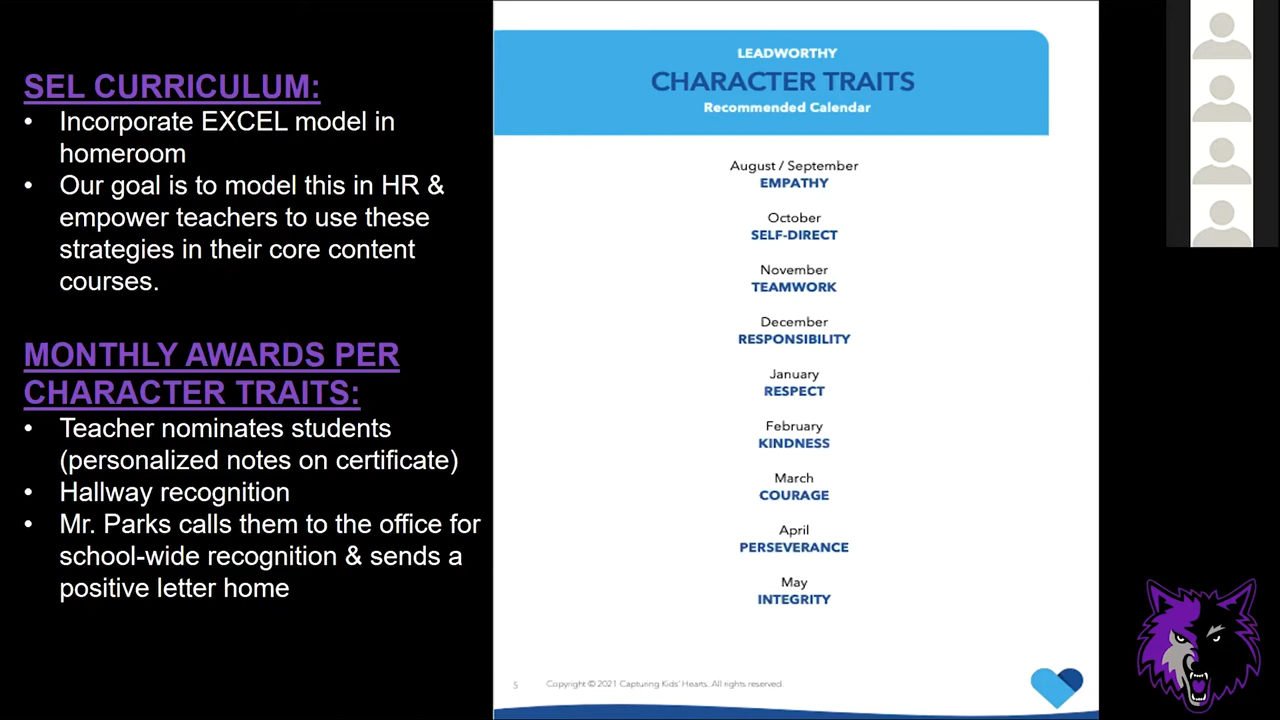 SEL CURRICULUM:
• Incorporate EXCEL model in
homeroom
• Our goal is to model this in HR &
empower teachers to use these
strategies in their core content
courses.
MONTHLY AWARDS PER
CHARACTER TRAITS:
• Teacher nominates students
(personalized notes on certificate)
• Hallway recognition
• Mr. Parks calls them to the office for
school-wide recognition & sends a
positive letter home
LEADWORTHY
CHARACTER TRAITS
Recommended Calendar
August / September
EMPATHY
October
SELF-DIRECT
November
TEAMWORK
December
RESPONSIBILITY
January
RESPECT
February
KINDNESS
March
COURAGE
April
PERSEVERANCE
May
INTEGRITY
5 Copyright © 2021 Capturing Kids' Hearts. All rights reserved.